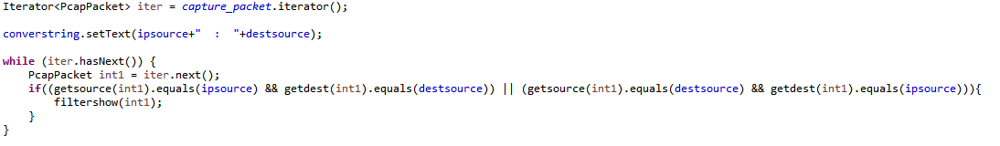 Iterator<PcapPacket> iter = capture_packet.iterator();
converstring.setText(ipsource+"  :  "+destsource);
while (iter.hasNext()) {
PcapPacket int1 = iter.next();
if((getsource(int1).equals(ipsource) && getdest(int1).equals(destsource)) || (getsource(int1).equals(destsource) && getdest(int1).equals(ipsource))){
filtershow(int1);
}
}